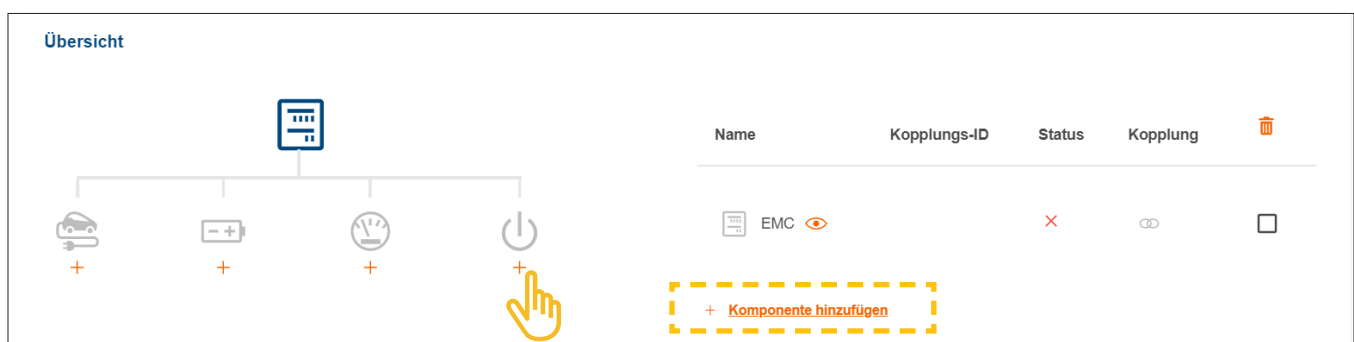 Übersicht
Name Kopplungs-ID Status Kopplung
EMC
+ Komponente hinzufügen